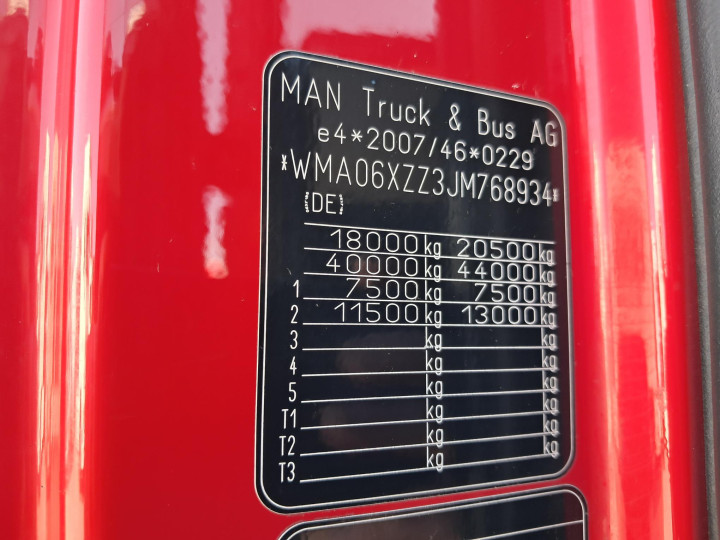 MAN Truck & Bus AG
e4*2007/46*0229
*WMA06XZZ3JM768934*
[DE]
18000 kg 20500 kg
40000 kg 44000 kg
1 7500 kg 7500 kg
2 11500 kg 13000 kg
3 kg kg
4 kg kg
5 kg kg
T1 kg kg
T2 kg kg
T3 kg kg